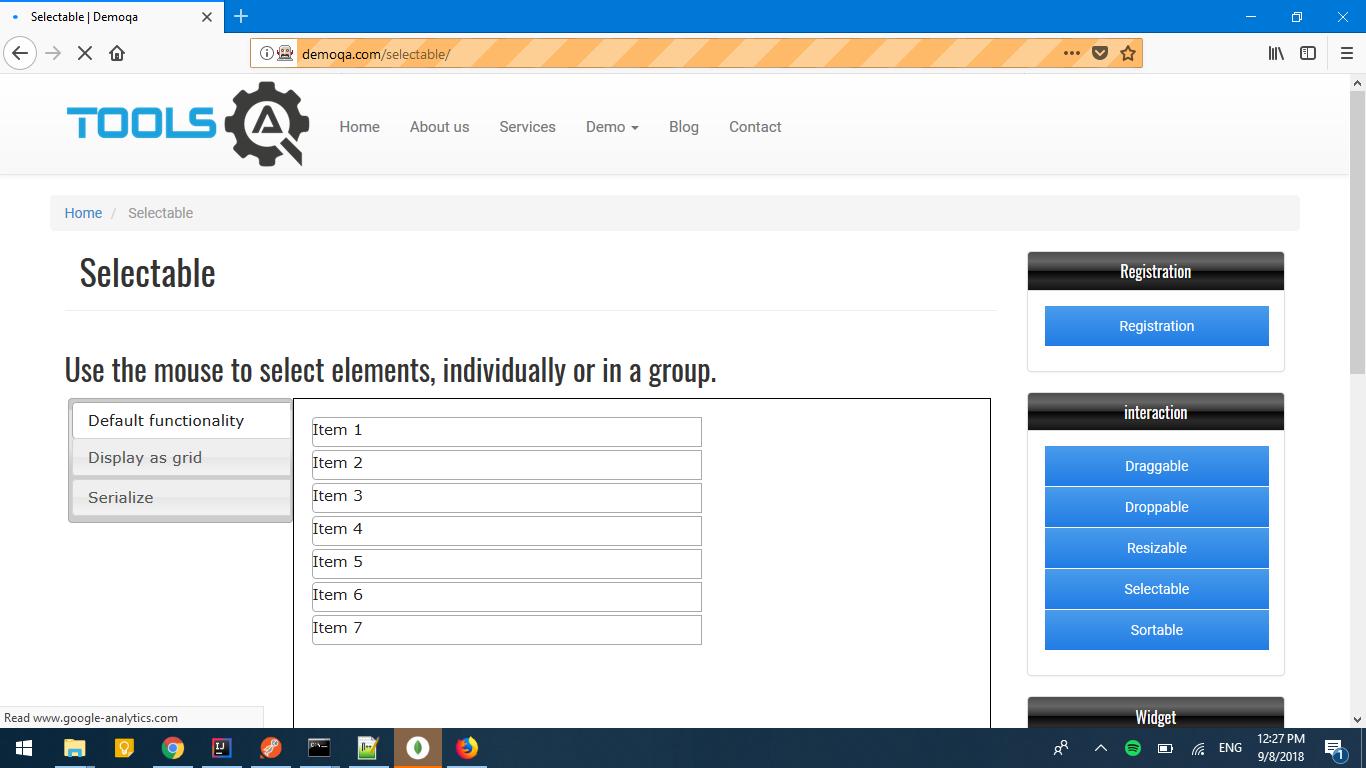 Selectable | Demoqa
demoqa.com/selectable/
TOOLS QA
Home About us Services Demo Blog Contact
Home / Selectable
Selectable
Use the mouse to select elements, individually or in a group.
Default functionality
Display as grid
Serialize
Item 1
Item 2
Item 3
Item 4
Item 5
Item 6
Item 7
Registration
Registration
interaction
Draggable
Droppable
Resizable
Selectable
Sortable
Widget
Read www.google-analytics.com
ENG
12:27 PM
9/8/2018
1